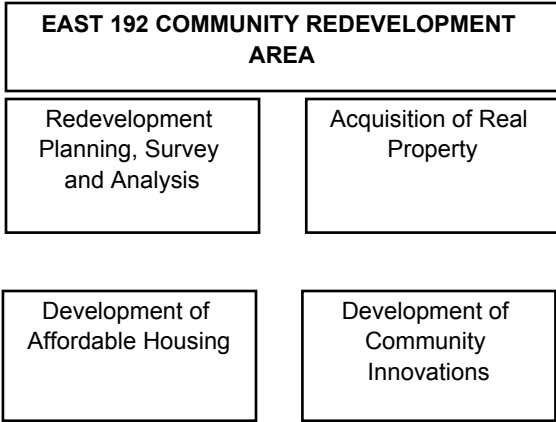 EAST 192 COMMUNITY REDEVELOPMENT
AREA
Redevelopment
Planning, Survey
and Analysis
Acquisition of Real
Property
Development of
Affordable Housing
Development of
Community
Innovations